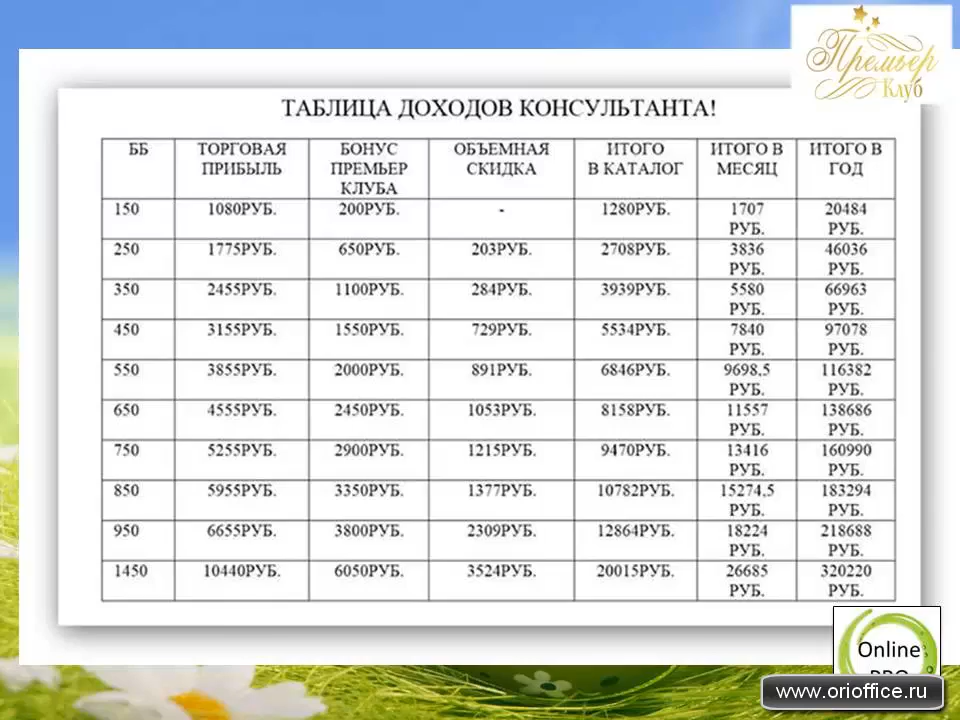 Премьер
Клуб
ТАБЛИЦА ДОХОДОВ КОНСУЛЬТАНТА!
ББ ТОРГОВАЯ ПРИБЫЛЬ БОНУС ПРЕМЬЕР КЛУБА ОБЪЕМНАЯ СКИДКА ИТОГО В КАТАЛОГ ИТОГО В МЕСЯЦ ИТОГО В ГОД
150 1080РУБ. 200РУБ. - 1280РУБ. 1707 РУБ. 20484 РУБ.
250 1775РУБ. 650РУБ. 203РУБ. 2708РУБ. 3836 РУБ. 46036 РУБ.
350 2455РУБ. 1100РУБ. 284РУБ. 3939РУБ. 5580 РУБ. 66963 РУБ.
450 3155РУБ. 1550РУБ. 729РУБ. 5534РУБ. 7840 РУБ. 97078 РУБ.
550 3855РУБ. 2000РУБ. 891РУБ. 6846РУБ. 9698,5 РУБ. 116382 РУБ.
650 4555РУБ. 2450РУБ. 1053РУБ. 8158РУБ. 11557 РУБ. 138686 РУБ.
750 5255РУБ. 2900РУБ. 1215РУБ. 9470РУБ. 13416 РУБ. 160990 РУБ.
850 5955РУБ. 3350РУБ. 1377РУБ. 10782РУБ. 15274,5 РУБ. 183294 РУБ.
950 6655РУБ. 3800РУБ. 2309РУБ. 12864РУБ. 18224 РУБ. 218688 РУБ.
1450 10440РУБ. 6050РУБ. 3524РУБ. 20015РУБ. 26685 РУБ. 320220 РУБ.
Online
www.orioffice.ru